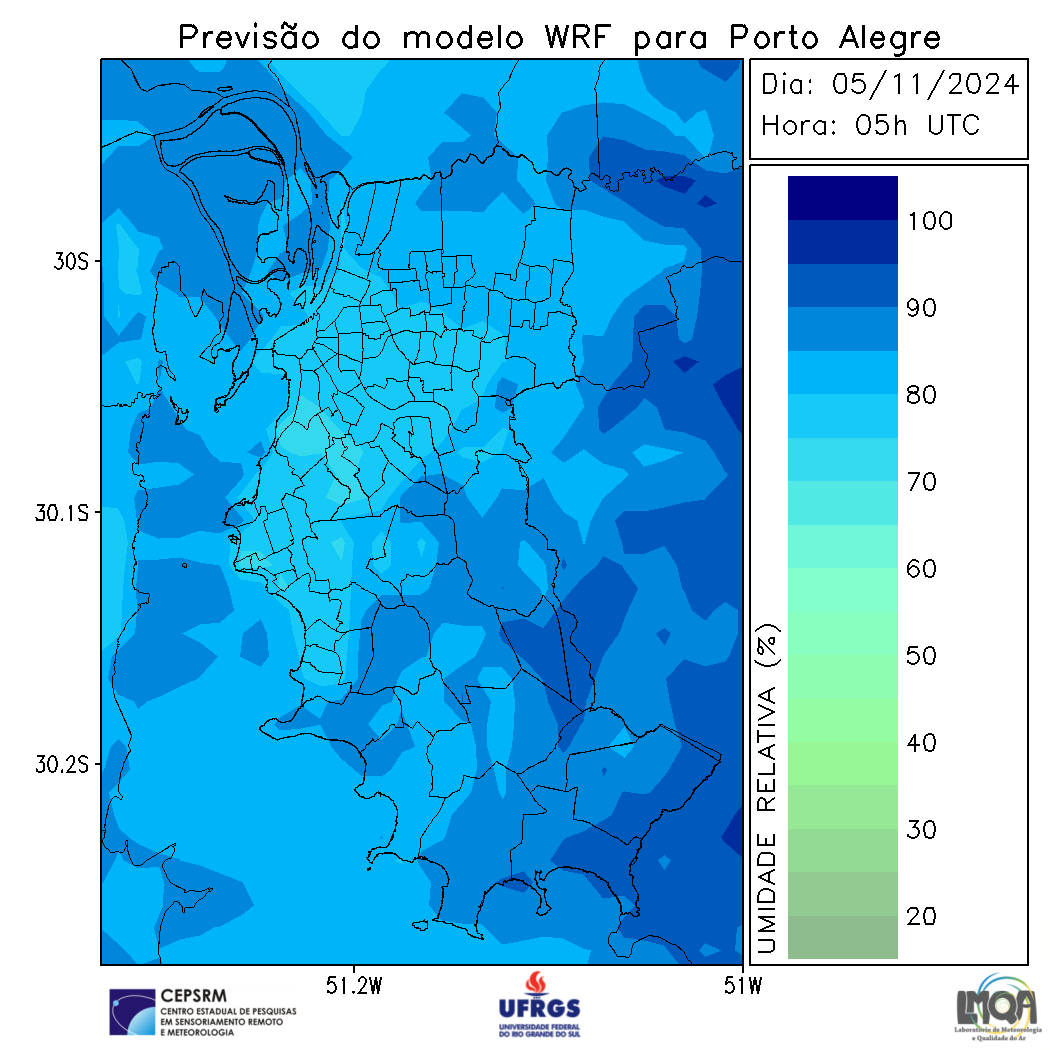 Previsão do modelo WRF para Porto Alegre
Dia: 05/11/2024
Hora: 05h UTC
30S
30.1S
30.2S
51.2W
51W
100
90
80
70
60
50
40
30
20
UMIDADE RELATIVA (%)
CEPSRM
CENTRO ESTADUAL DE PESQUISAS
EM SENSORIAMENTO REMOTO
E METEOROLOGIA
UFRGS
UNIVERSIDADE FEDERAL
DO RIO GRANDE DO SUL
LMQA
Laboratório de Meteorologia
e Qualidade do Ar